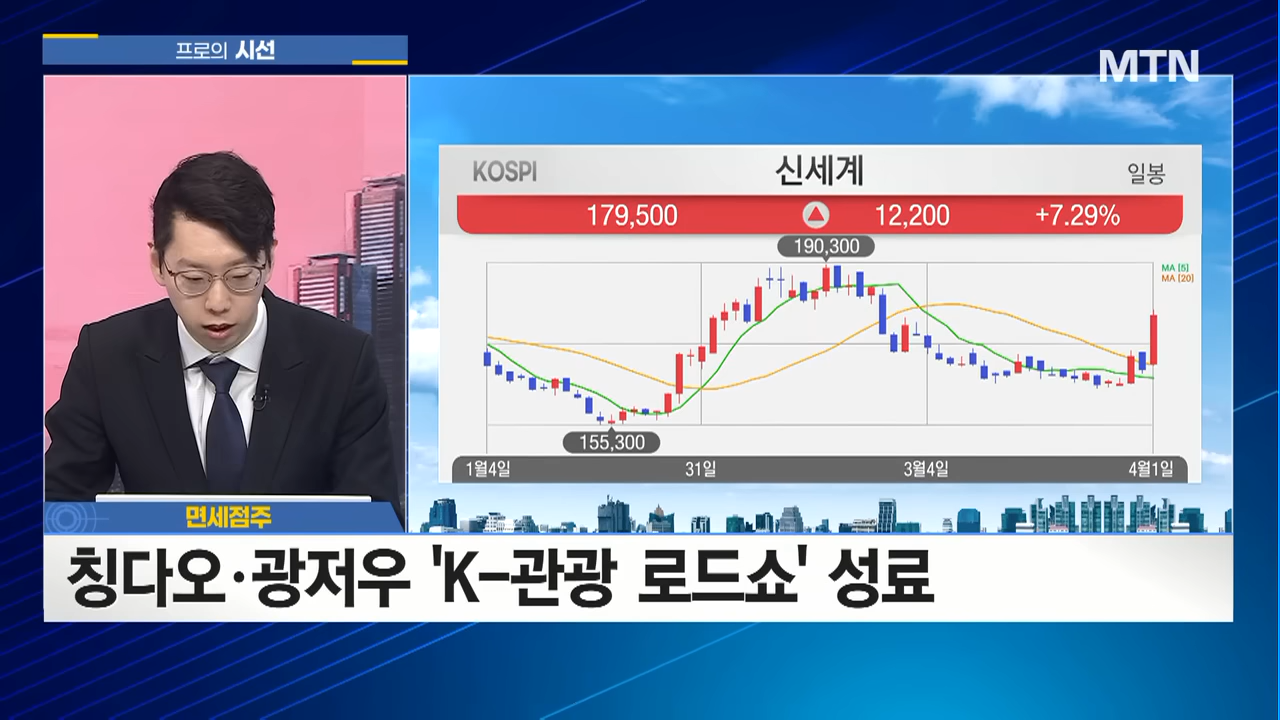 프로의 시선
MTN
KOSPI
신세계
일봉
179,500
12,200
+7.29%
190,300
MA [5]
MA [20]
155,300
1월4일
31일
3월4일
4월1일
면세점주
칭다오·광저우 'K-관광 로드쇼' 성료